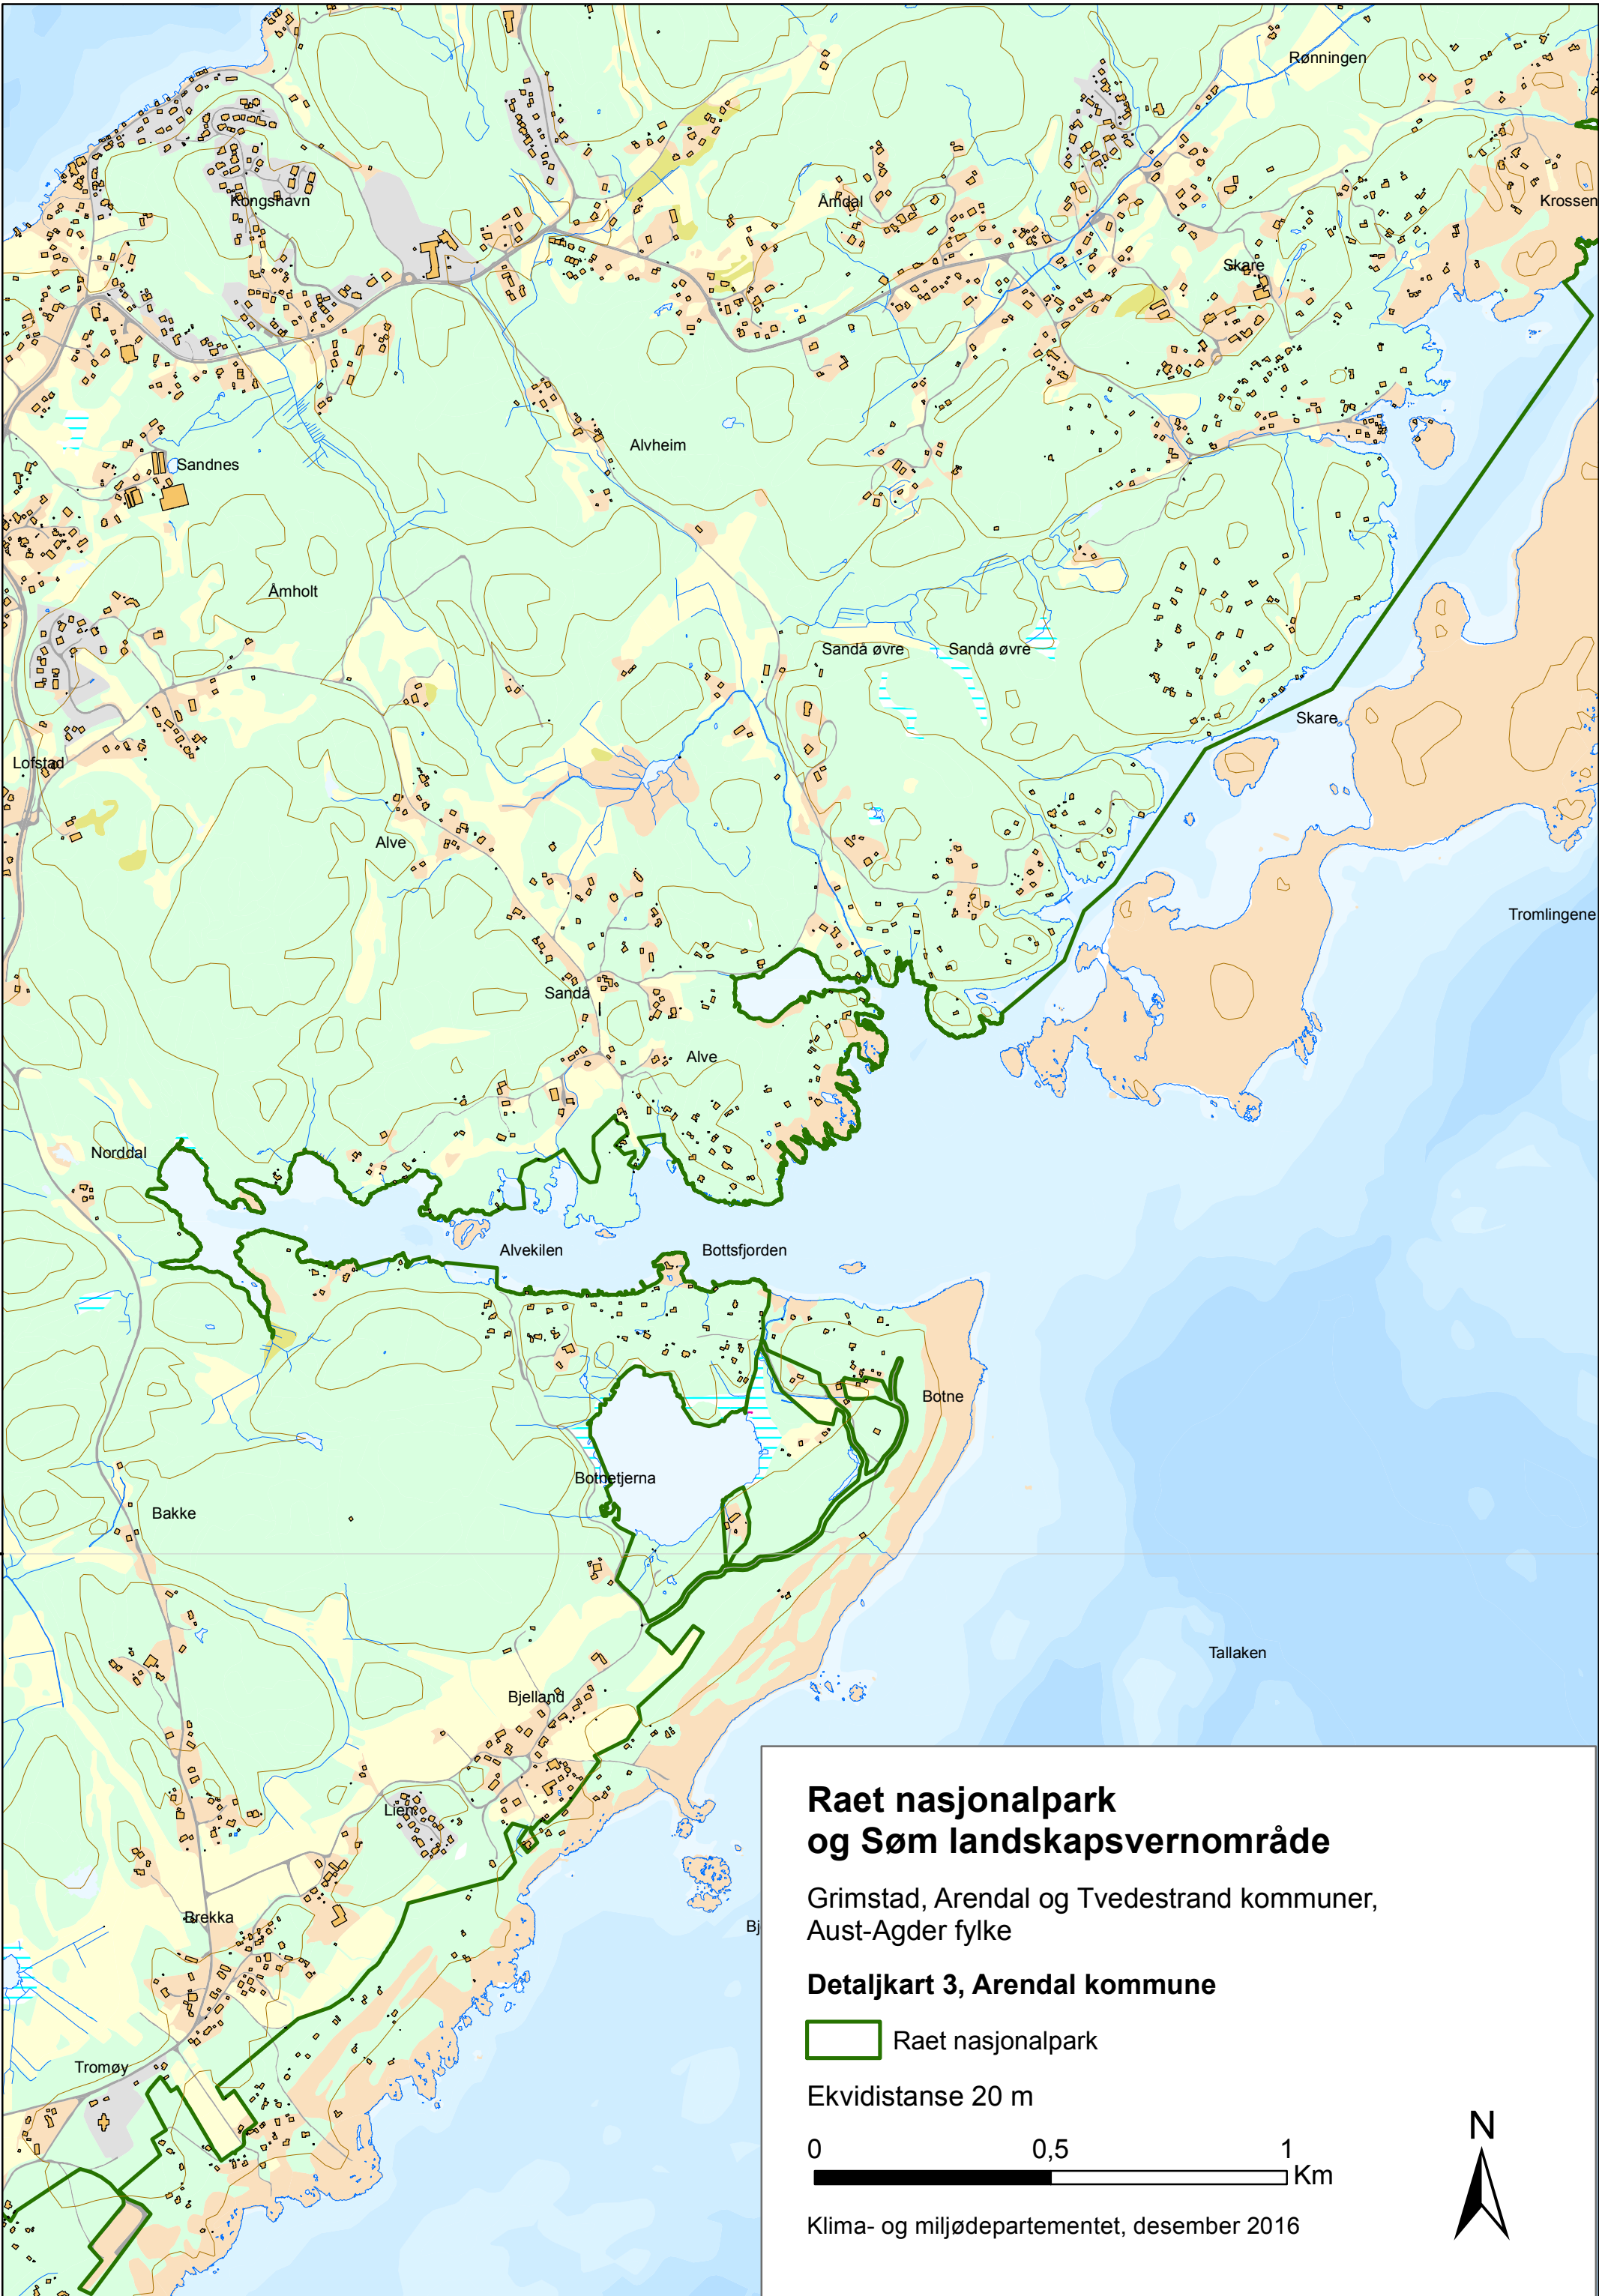 Rønningen
Kongshavn
Åmdal
Krossen
Skare
Alvheim
Sandnes
Åmholt
Sandå øvre
Sandå øvre
Skare
Lofstad
Alve
Tromlingene
Sandå
Alve
Norddal
Alvekilen
Bottsfjorden
Botne
Botnetjerna
Bakke
Tallaken
Bjelland
Lien
Brekka
Bj
Tromøy
Raet nasjonalpark
og Søm landskapsvernområde
Grimstad, Arendal og Tvedestrand kommuner,
Aust-Agder fylke
Detaljkart 3, Arendal kommune
Raet nasjonalpark
Ekvidistanse 20 m
N
0 0,5 1
Km
Klima- og miljødepartementet, desember 2016